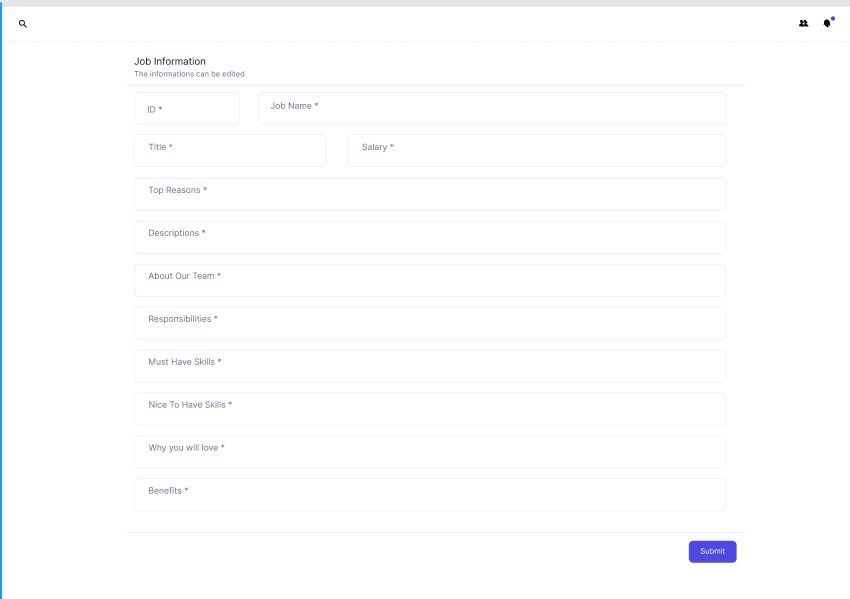 Job Information
The informations can be edited
ID *
Job Name *
Title *
Salary *
Top Reasons *
Descriptions *
About Our Team *
Responsibilities *
Must Have Skills *
Nice To Have Skills *
Why you will love *
Benefits *
Submit